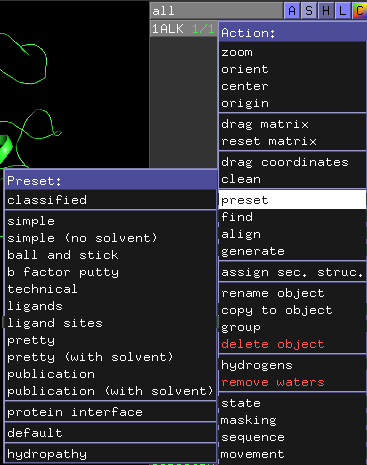 all A S H L C
1ALK 1/1
Action:
zoom
orient
center
origin
drag matrix
reset matrix
drag coordinates
clean
preset
find
align
generate
assign sec. struc.
rename object
copy to object
group
delete object
hydrogens
remove waters
state
masking
sequence
movement
Preset:
classified
simple
simple (no solvent)
ball and stick
b factor putty
technical
ligands
ligand sites
pretty
pretty (with solvent)
publication
publication (with solvent)
protein interface
default
hydropathy